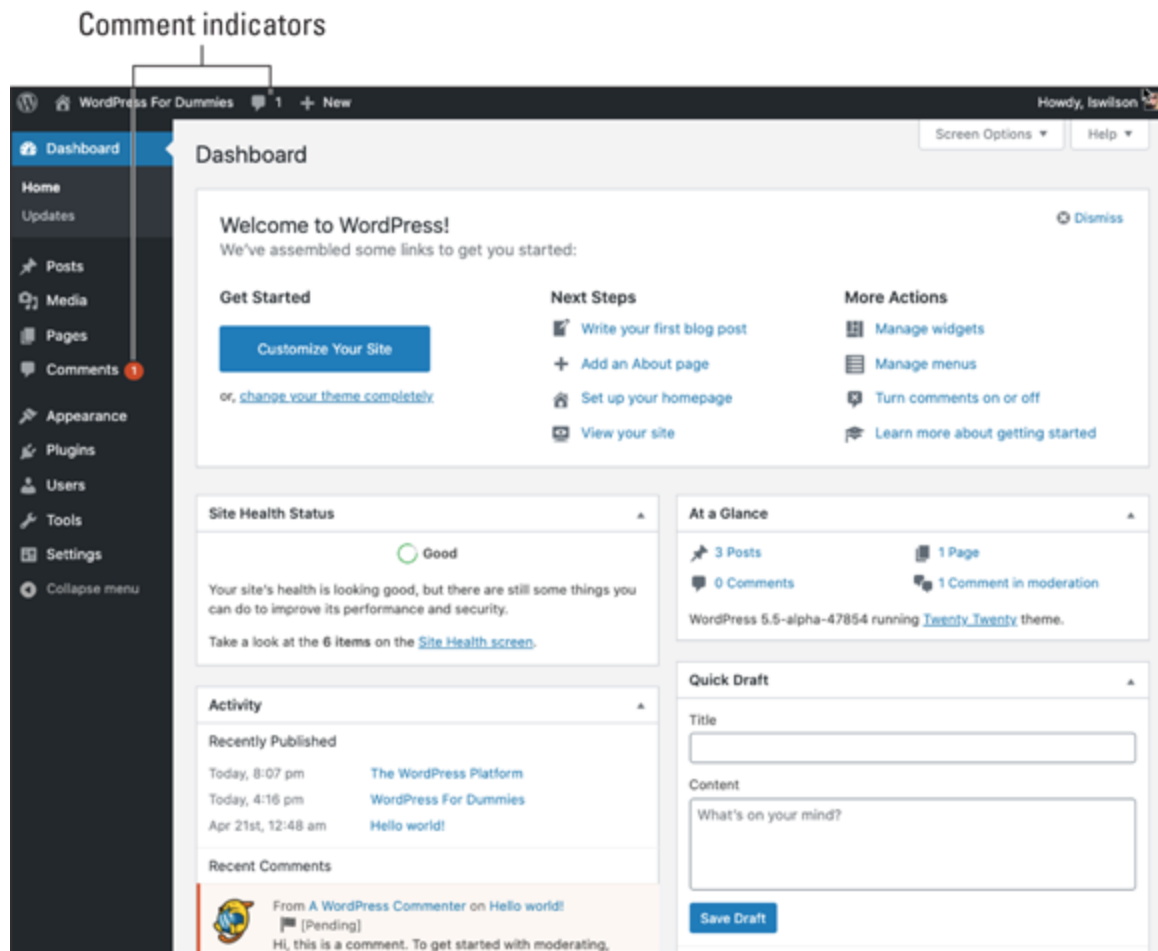 Comment indicators
WordPress For Dummies 1 + New Howdy, lswilson
Dashboard
Home
Updates
Posts
Media
Pages
Comments 1
Appearance
Plugins
Users
Tools
Settings
Collapse menu
Screen Options Help
Dashboard
Welcome to WordPress!
Dismiss
We've assembled some links to get you started:
Get Started
Customize Your Site
or, change your theme completely
Next Steps
Write your first blog post
Add an About page
Set up your homepage
View your site
More Actions
Manage widgets
Manage menus
Turn comments on or off
Learn more about getting started
Site Health Status
Good
Your site's health is looking good, but there are still some things you
can do to improve its performance and security.
Take a look at the 6 items on the Site Health screen.
Activity
Recently Published
Today, 8:07 pm The WordPress Platform
Today, 4:16 pm WordPress For Dummies
Apr 21st, 12:48 am Hello world!
Recent Comments
From A WordPress Commenter on Hello world!
[Pending]
Hi, this is a comment. To get started with moderating,
At a Glance
3 Posts 1 Page
0 Comments 1 Comment in moderation
WordPress 5.5-alpha-47854 running Twenty Twenty theme.
Quick Draft
Title
Content
What's on your mind?
Save Draft